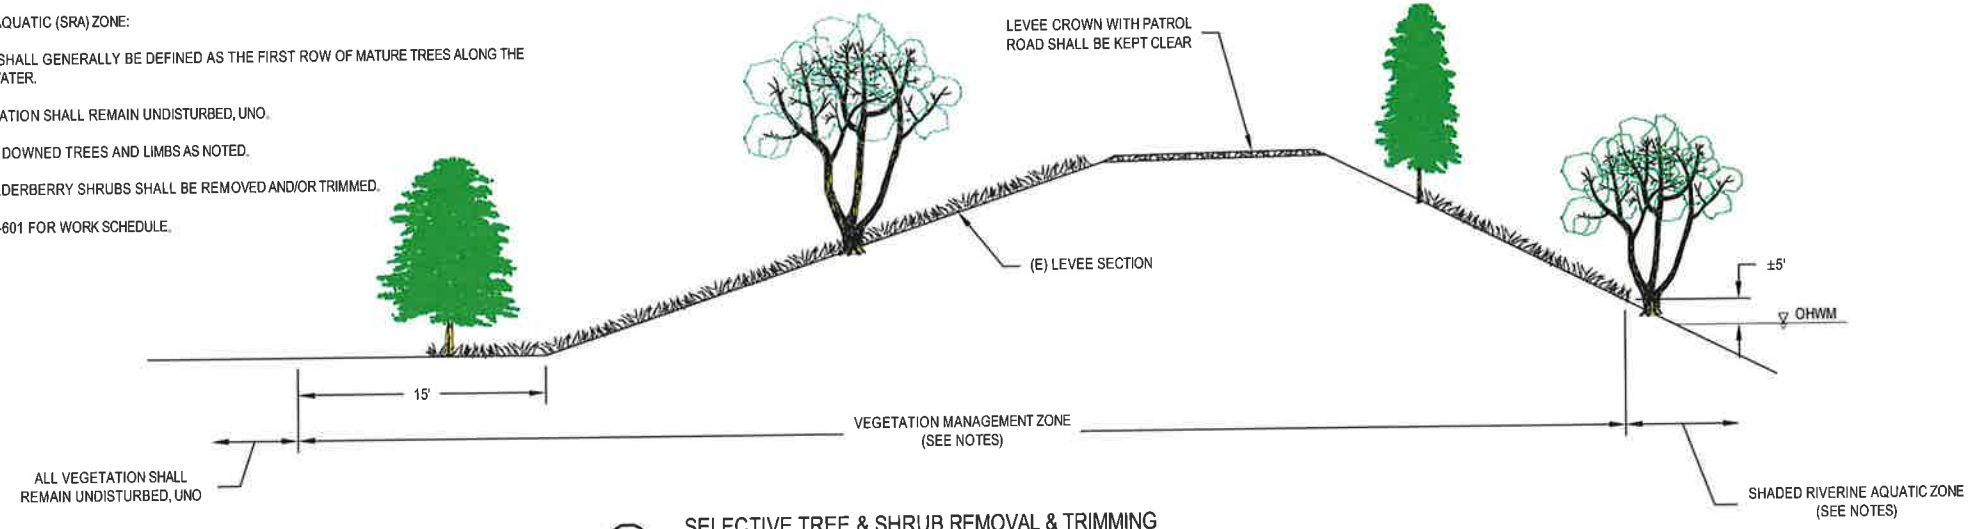 AQUATIC (SRA) ZONE:
SHALL GENERALLY BE DEFINED AS THE FIRST ROW OF MATURE TREES ALONG THE
ATER.
ATION SHALL REMAIN UNDISTURBED, UNO.
DOWNED TREES AND LIMBS AS NOTED.
DERBERRY SHRUBS SHALL BE REMOVED AND/OR TRIMMED.
-601 FOR WORK SCHEDULE.
LEVEE CROWN WITH PATROL
ROAD SHALL BE KEPT CLEAR
(E) LEVEE SECTION
±5'
OHWM
15'
VEGETATION MANAGEMENT ZONE
(SEE NOTES)
ALL VEGETATION SHALL
REMAIN UNDISTURBED, UNO
SHADED RIVERINE AQUATIC ZONE
(SEE NOTES)
SELECTIVE TREE & SHRUB REMOVAL & TRIMMING